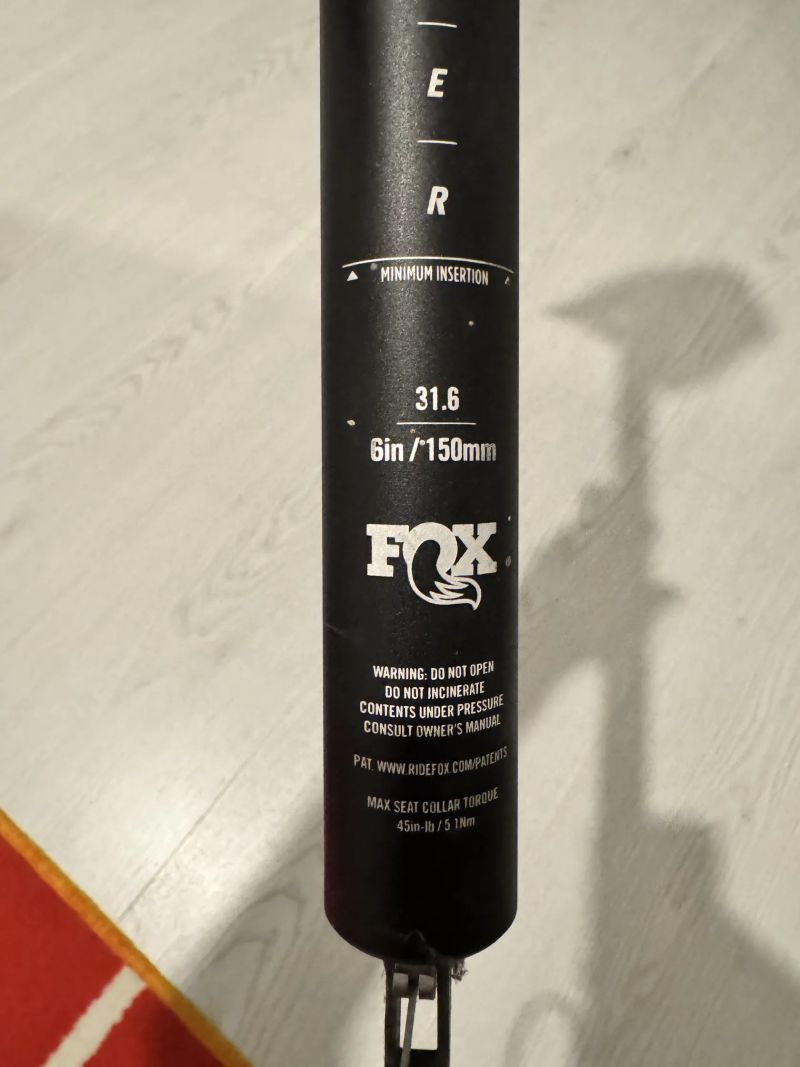 E
R
MINIMUM INSERTION
31.6
6in / 150mm
FOX
WARNING: DO NOT OPEN
DO NOT INCINERATE
CONTENTS UNDER PRESSURE
CONSULT OWNER'S MANUAL
PAT. WWW.RIDEFOX.COM/PATENTS
MAX SEAT COLLAR TORQUE
45in-lb / 5.1Nm